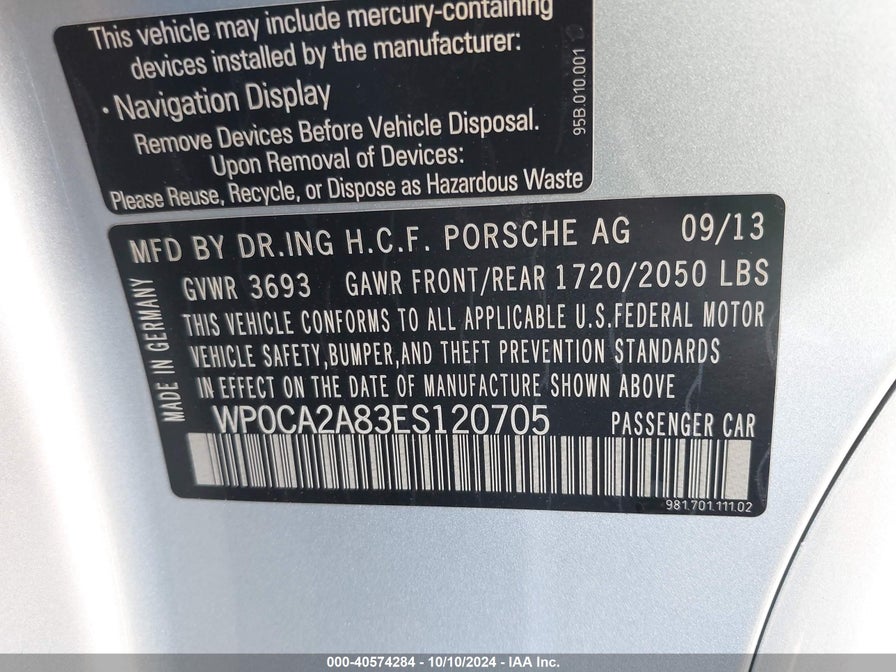 This vehicle may include mercury-containing
devices installed by the manufacturer:
· Navigation Display
Remove Devices Before Vehicle Disposal.
Upon Removal of Devices:
Please Reuse, Recycle, or Dispose as Hazardous Waste
95B.010.001
MFD BY DR.ING H.C.F. PORSCHE AG 09/13
GVWR 3693 GAWR FRONT/REAR 1720/2050 LBS
THIS VEHICLE CONFORMS TO ALL APPLICABLE U.S.FEDERAL MOTOR
VEHICLE SAFETY,BUMPER,AND THEFT PREVENTION STANDARDS
IN EFFECT ON THE DATE OF MANUFACTURE SHOWN ABOVE
WP0CA2A83ES120705 PASSENGER CAR
981.701.111.02
MADE IN GERMANY
000-40574284 - 10/10/2024 - IAA Inc.